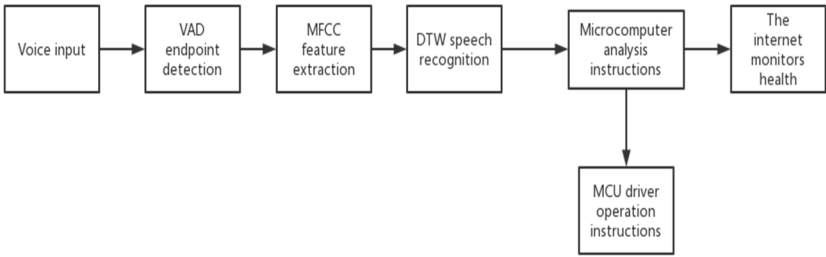 Voice input
VAD
endpoint
detection
MFCC
feature
extraction
DTW speech
recognition
Microcomputer
analysis
instructions
The
internet
monitors
health
MCU driver
operation
instructions